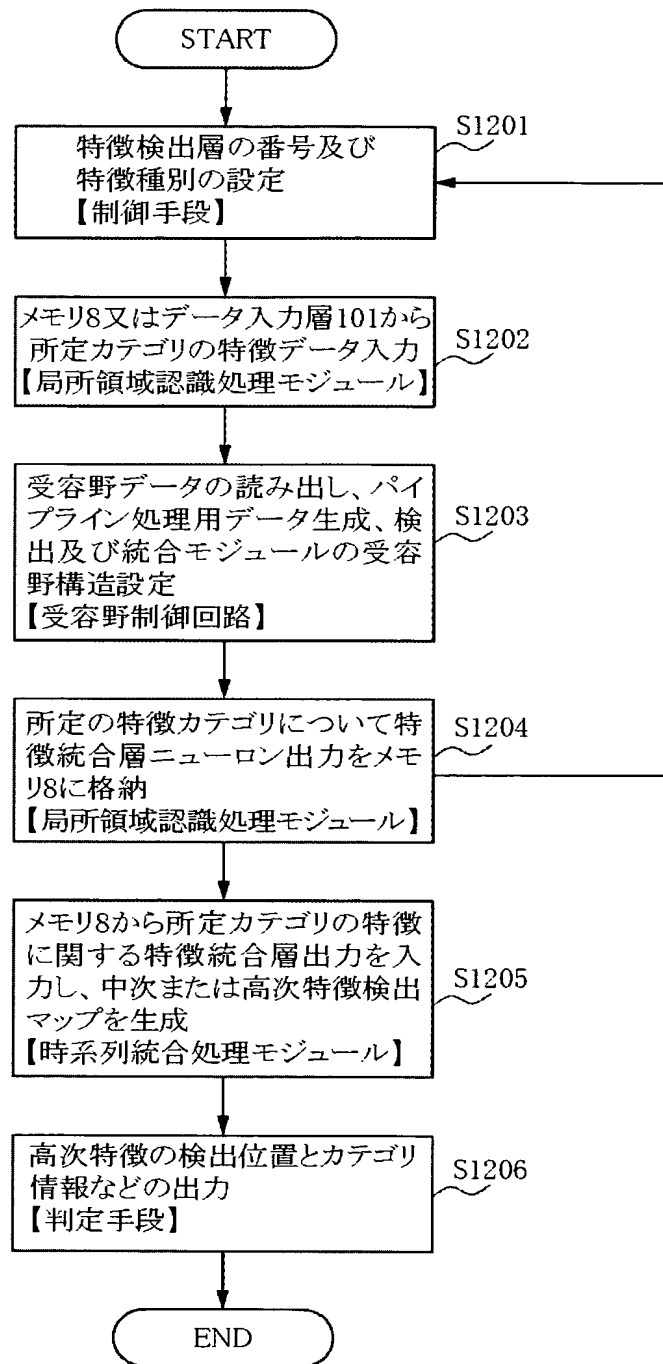 START
S1201
特徴検出層の番号及び
特徴種別の設定
【制御手段】
S1202
メモリ8又はデータ入力層101から
所定カテゴリの特徴データ入力
【局所領域認識処理モジュール】
S1203
受容野データの読み出し、パイ
プライン処理用データ生成、検
出及び統合モジュールの受容
野構造設定
【受容野制御回路】
S1204
所定の特徴カテゴリについて特
徴統合層ニューロン出力をメモ
リ8に格納
【局所領域認識処理モジュール】
S1205
メモリ8から所定カテゴリの特徴
に関する特徴統合層出力を入
力し、中次または高次特徴検出
マップを生成
【時系列統合処理モジュール】
S1206
高次特徴の検出位置とカテゴリ
情報などの出力
【判定手段】
END